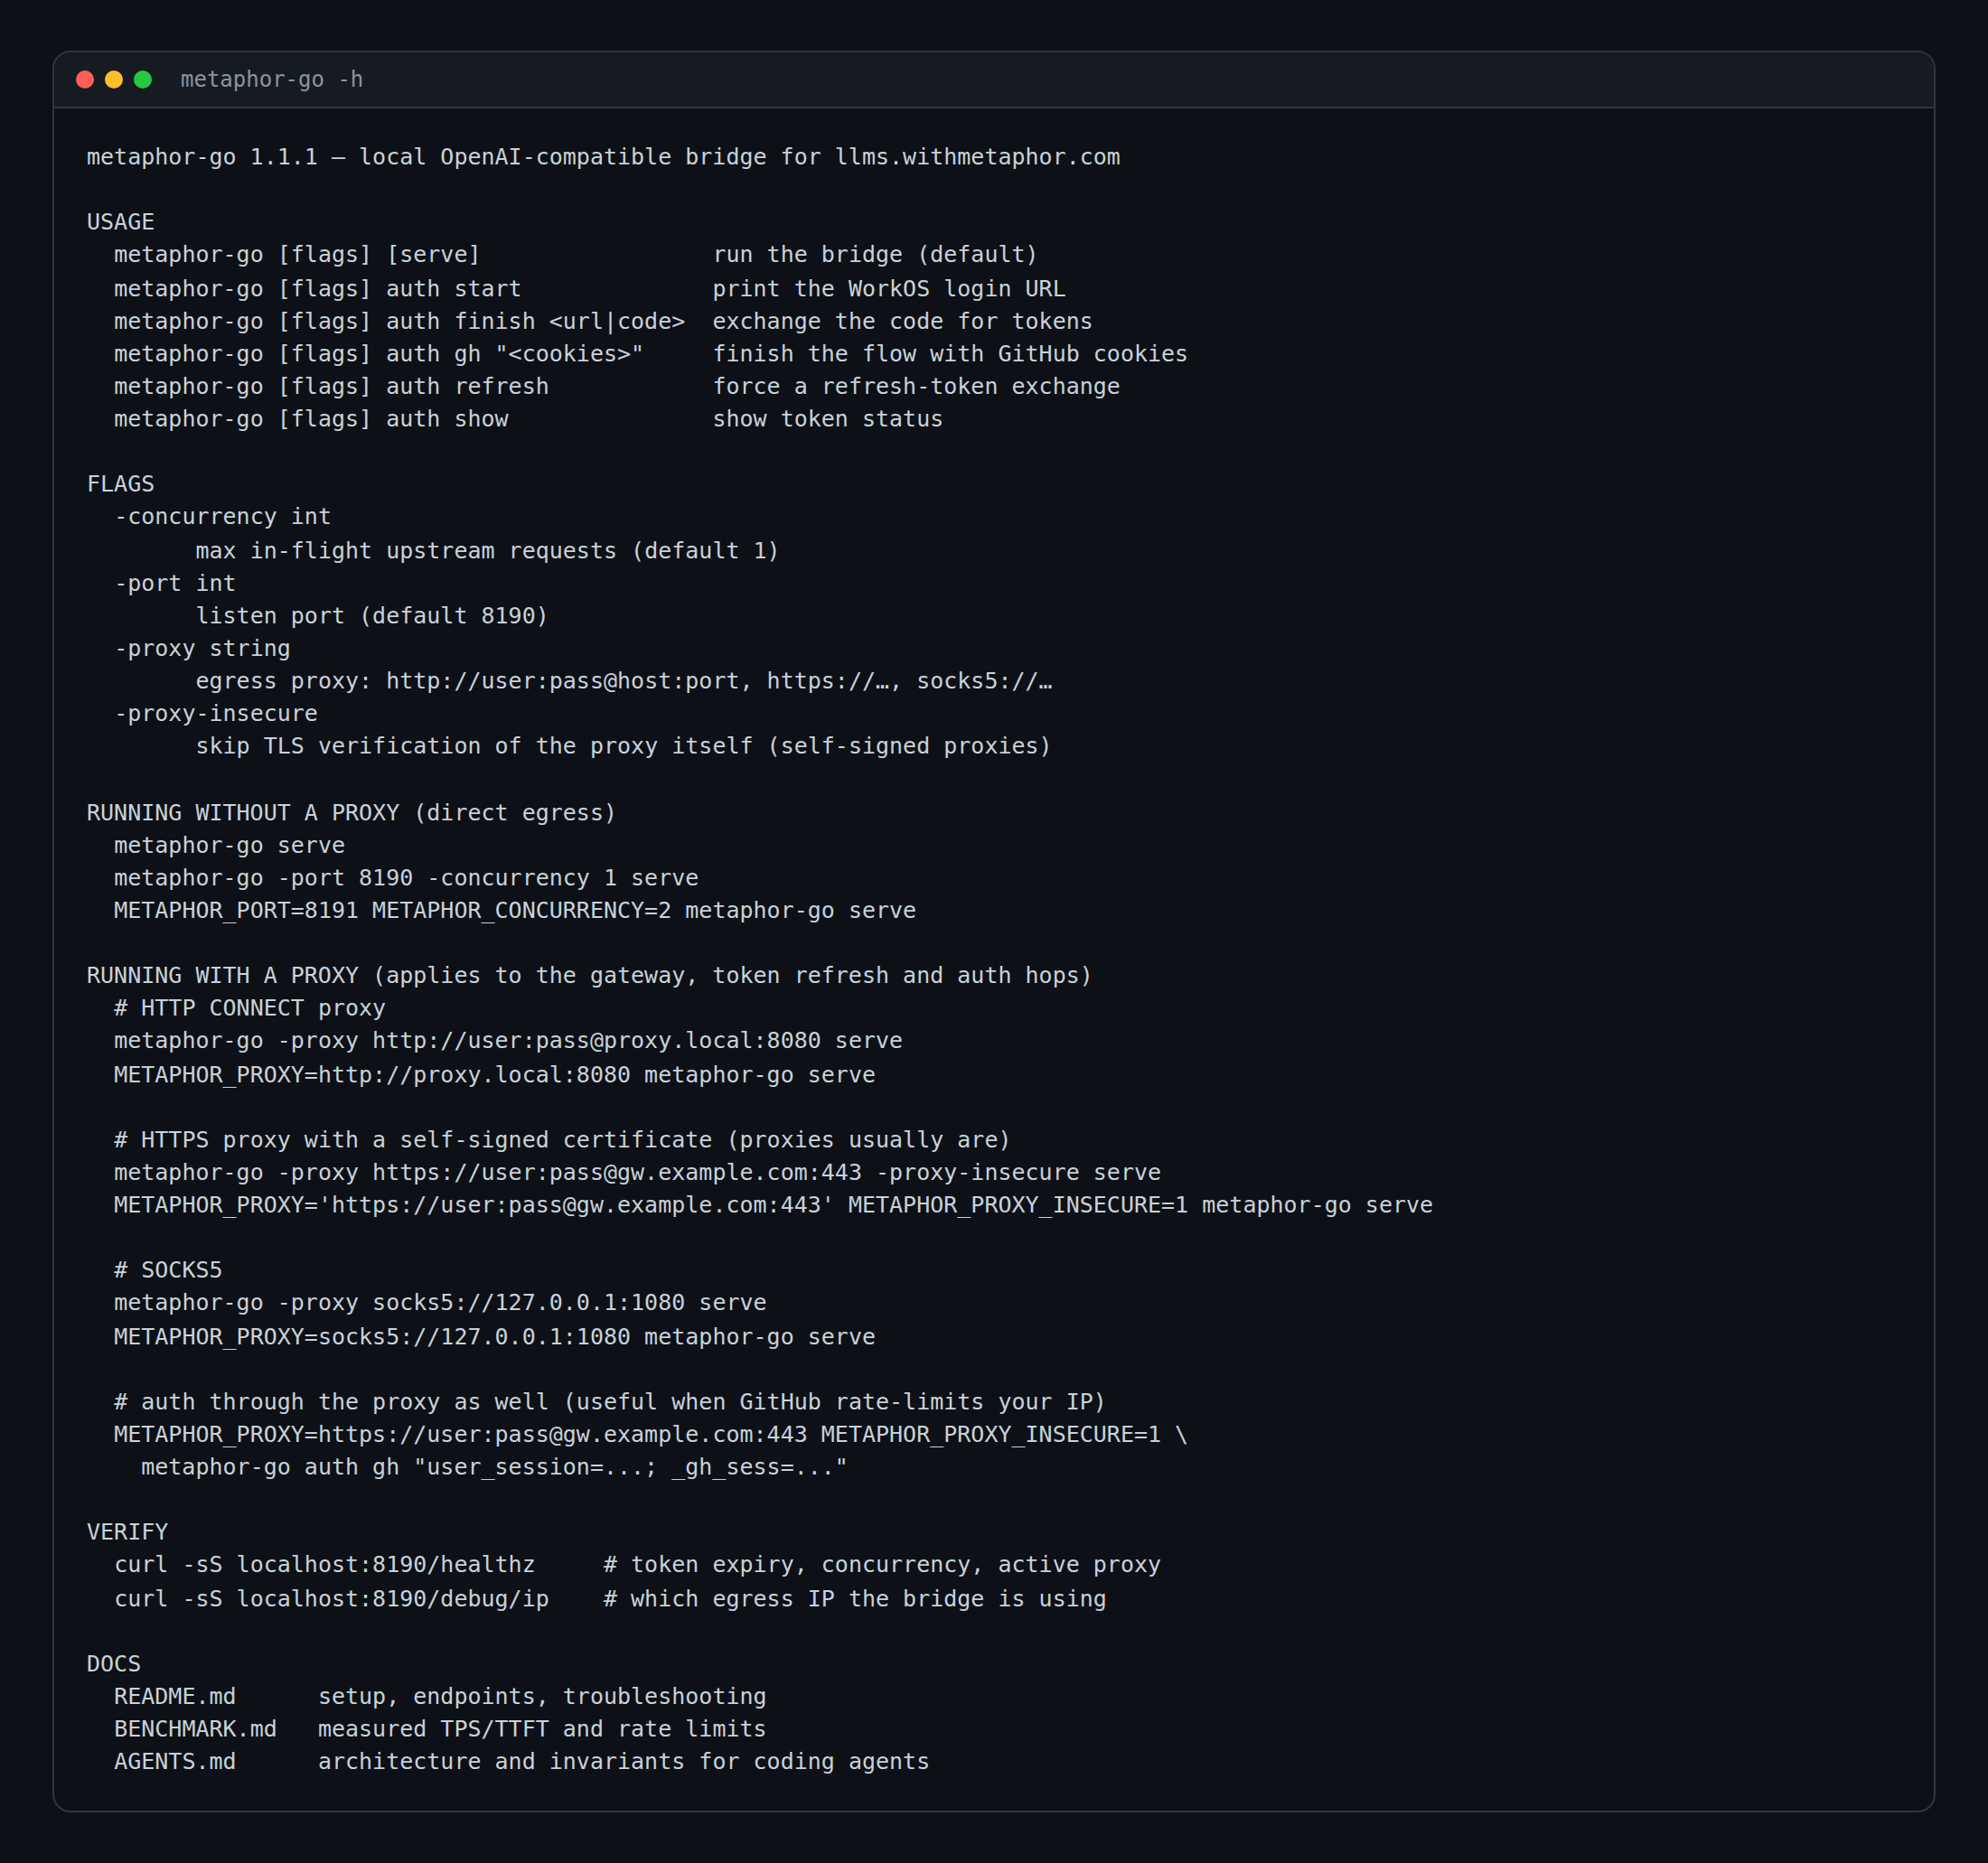 metaphor-go -h
metaphor-go 1.1.1 — local OpenAI-compatible bridge for llms.withmetaphor.com
USAGE
  metaphor-go [flags] [serve]                 run the bridge (default)
  metaphor-go [flags] auth start              print the WorkOS login URL
  metaphor-go [flags] auth finish <url|code>  exchange the code for tokens
  metaphor-go [flags] auth gh "<cookies>"     finish the flow with GitHub cookies
  metaphor-go [flags] auth refresh            force a refresh-token exchange
  metaphor-go [flags] auth show               show token status
FLAGS
  -concurrency int
        max in-flight upstream requests (default 1)
  -port int
        listen port (default 8190)
  -proxy string
        egress proxy: http://user:pass@host:port, https://…, socks5://…
  -proxy-insecure
        skip TLS verification of the proxy itself (self-signed proxies)
RUNNING WITHOUT A PROXY (direct egress)
  metaphor-go serve
  metaphor-go -port 8190 -concurrency 1 serve
  METAPHOR_PORT=8191 METAPHOR_CONCURRENCY=2 metaphor-go serve
RUNNING WITH A PROXY (applies to the gateway, token refresh and auth hops)
  # HTTP CONNECT proxy
  metaphor-go -proxy http://user:pass@proxy.local:8080 serve
  METAPHOR_PROXY=http://proxy.local:8080 metaphor-go serve
  # HTTPS proxy with a self-signed certificate (proxies usually are)
  metaphor-go -proxy https://user:pass@gw.example.com:443 -proxy-insecure serve
  METAPHOR_PROXY='https://user:pass@gw.example.com:443' METAPHOR_PROXY_INSECURE=1 metaphor-go serve
  # SOCKS5
  metaphor-go -proxy socks5://127.0.0.1:1080 serve
  METAPHOR_PROXY=socks5://127.0.0.1:1080 metaphor-go serve
  # auth through the proxy as well (useful when GitHub rate-limits your IP)
  METAPHOR_PROXY=https://user:pass@gw.example.com:443 METAPHOR_PROXY_INSECURE=1 \
    metaphor-go auth gh "user_session=...; _gh_sess=..."
VERIFY
  curl -sS localhost:8190/healthz     # token expiry, concurrency, active proxy
  curl -sS localhost:8190/debug/ip    # which egress IP the bridge is using
DOCS
  README.md      setup, endpoints, troubleshooting
  BENCHMARK.md   measured TPS/TTFT and rate limits
  AGENTS.md      architecture and invariants for coding agents